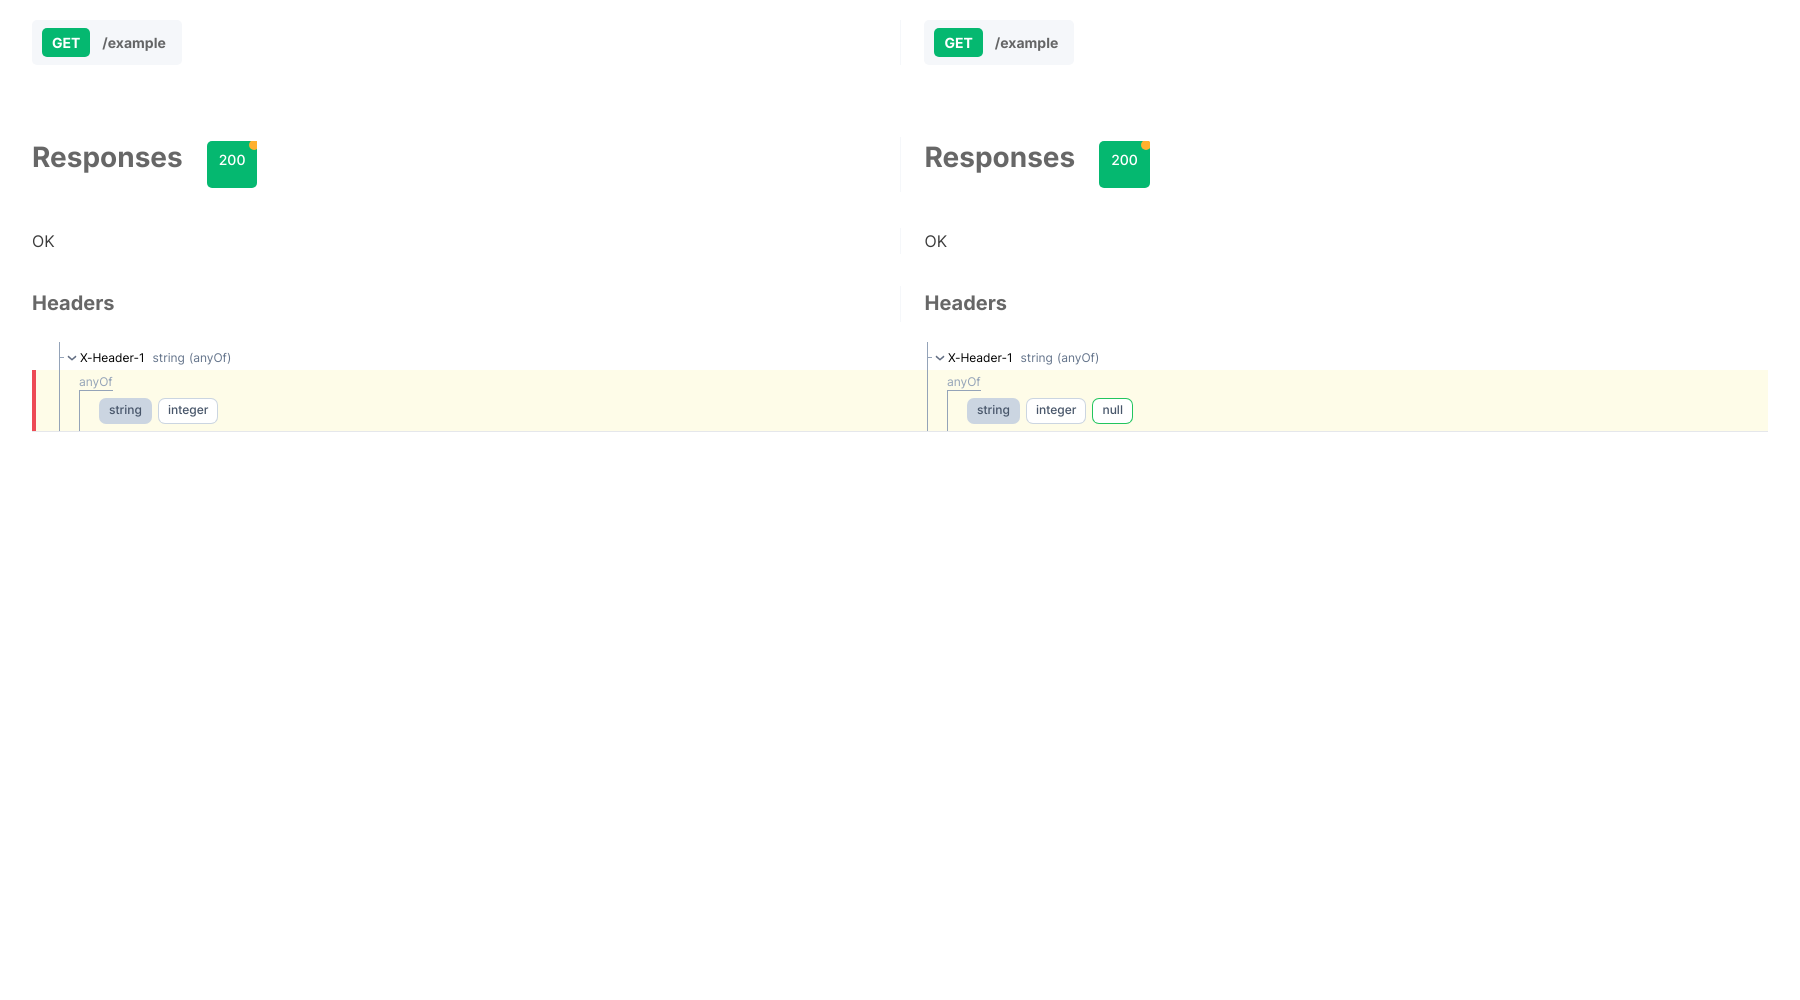 GET /example GET /example
Responses 200 Responses 200
OK OK
Headers Headers
X-Header-1 string (anyOf) X-Header-1 string (anyOf)
anyOf anyOf
string integer string integer null